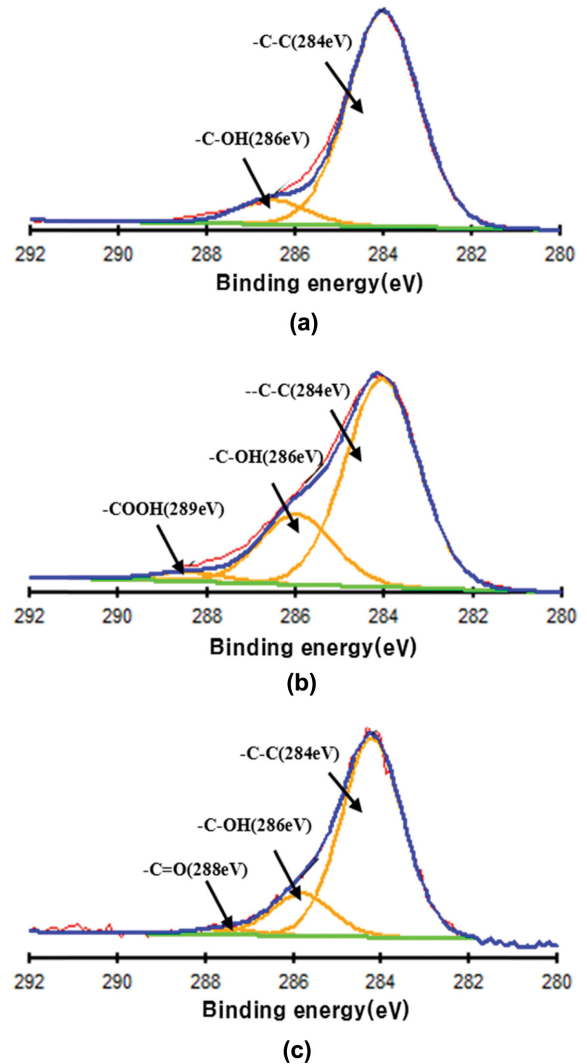 -C-C(284eV)
-C-OH(286eV)
292 290 288 286 284 282 280
Binding energy(eV)
(a)
--C-C(284eV)
-C-OH(286eV)
-COOH(289eV)
292 290 288 286 284 282 280
Binding energy(eV)
(b)
-C-C(284eV)
-C-OH(286eV)
-C=O(288eV)
292 290 288 286 284 282 280
Binding energy(eV)
(c)